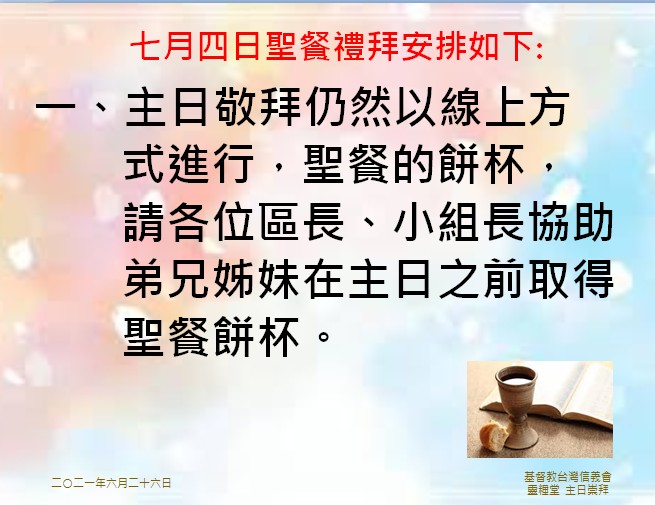 七月四日聖餐禮拜安排如下:
一、主日敬拜仍然以線上方
式進行，聖餐的餅杯，
請各位區長、小組長協助
弟兄姊妹在主日之前取得
聖餐餅杯。
二〇二一年六月二十六日
基督教台灣信義會
靈糧堂 主日崇拜